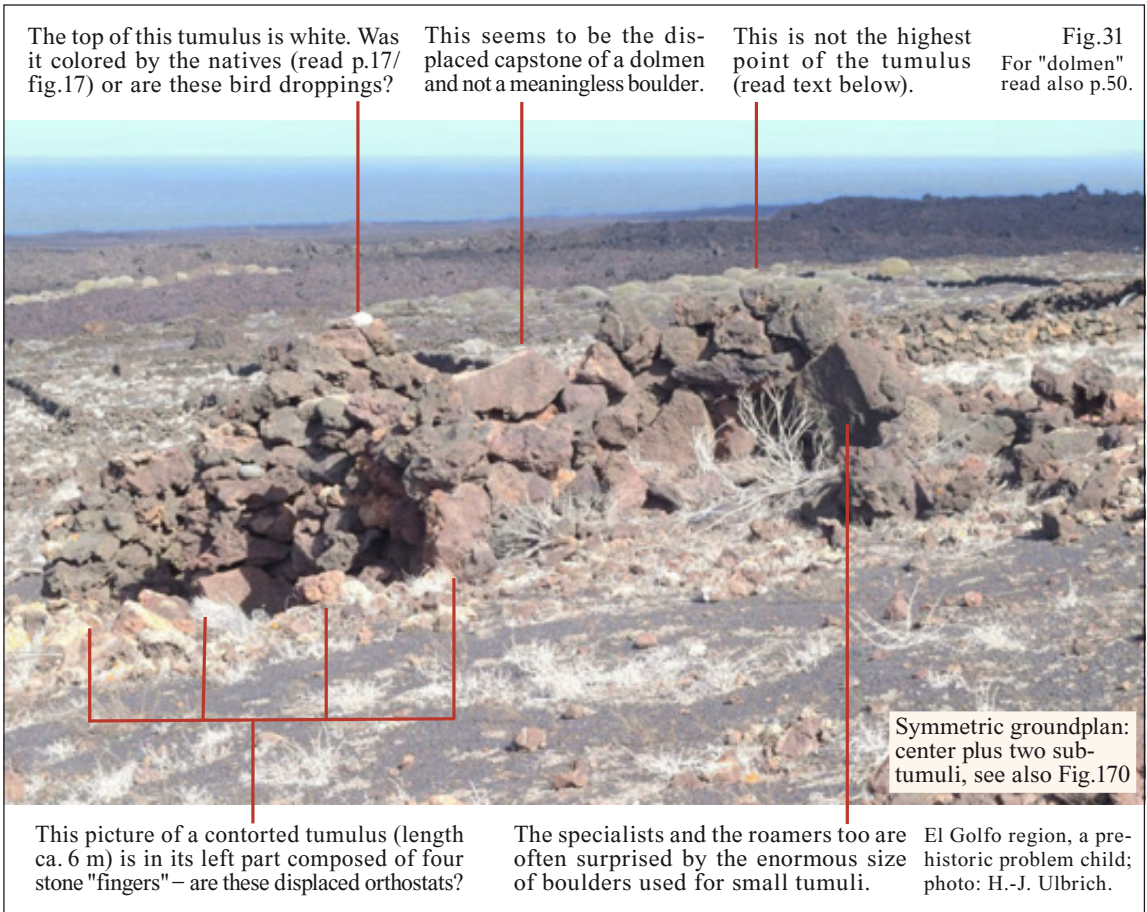 The top of this tumulus is white. Was
it colored by the natives (read p.17/
fig.17) or are these bird droppings?
This seems to be the dis-
placed capstone of a dolmen
and not a meaningless boulder.
This is not the highest
point of the tumulus
(read text below).
Fig.31
For "dolmen"
read also p.50.
Symmetric groundplan:
center plus two sub-
tumuli, see also Fig.170
This picture of a contorted tumulus (length
ca. 6 m) is in its left part composed of four
stone "fingers" – are these displaced orthostats?
The specialists and the roamers too are
often surprised by the enormous size
of boulders used for small tumuli.
El Golfo region, a pre-
historic problem child;
photo: H.-J. Ulbrich.